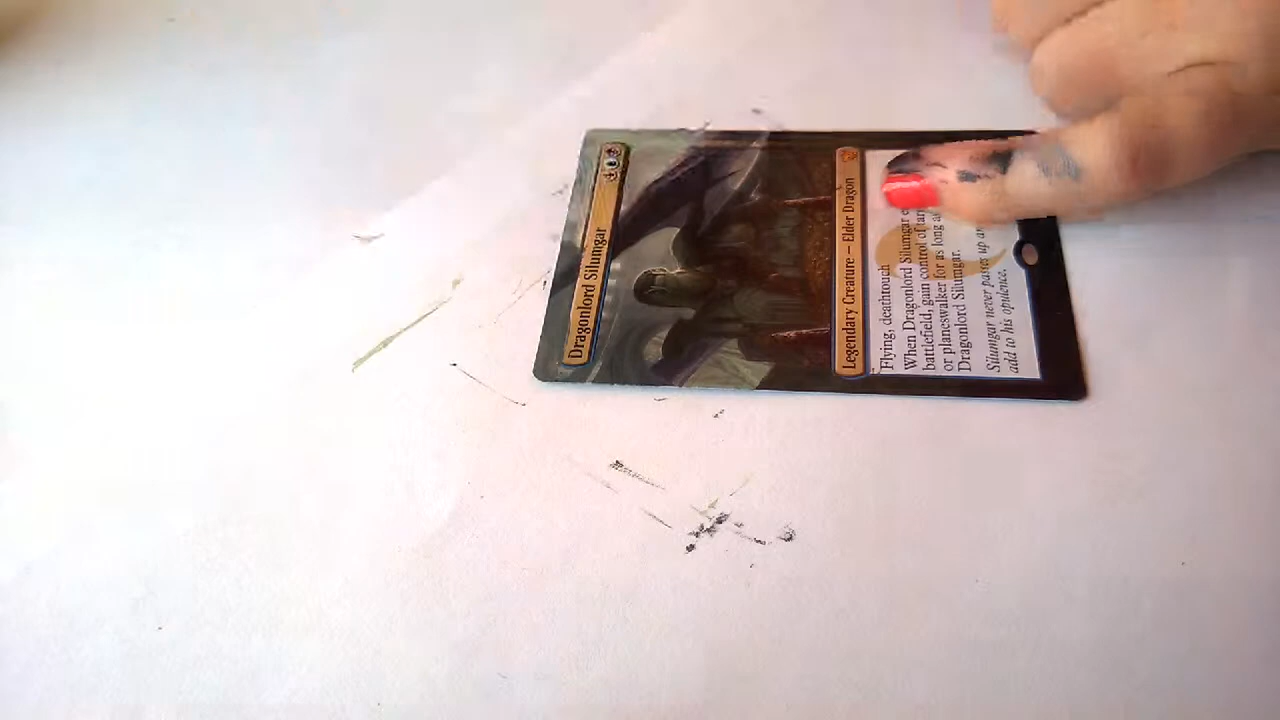 Dragonlord Silumgar
Legendary Creature – Elder Dragon
Flying, deathtouch
When Dragonlord Silumgar
battlefield, gain control of
or planeswalker for as long
Dragonlord Silumgar.
Silumgar never passes up
add to his opulence.